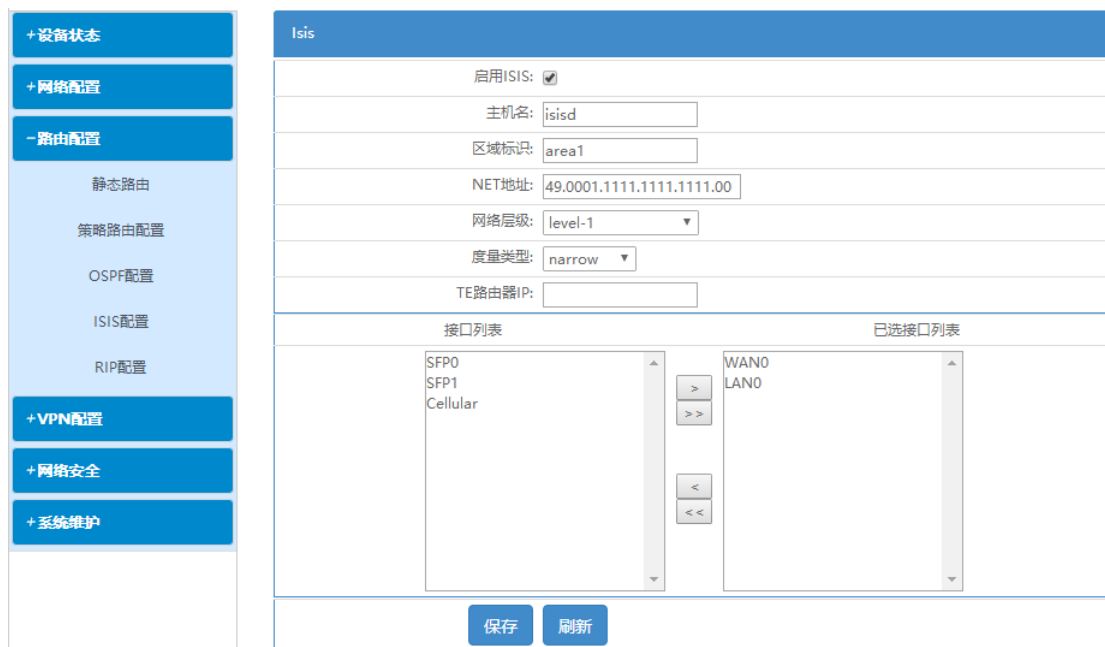 +设备状态
+网络配置
-路由配置
静态路由
策略路由配置
OSPF配置
ISIS配置
RIP配置
+VPN配置
+网络安全
+系统维护
Isis
启用ISIS:
主机名: isisd
区域标识: area1
NET地址: 49.0001.1111.1111.1111.00
网络层级: level-1
度量类型: narrow
TE路由器IP:
接口列表 已选接口列表
SFP0
SFP1
Cellular
>
>>
<
<<
WAN0
LAN0
保存 刷新